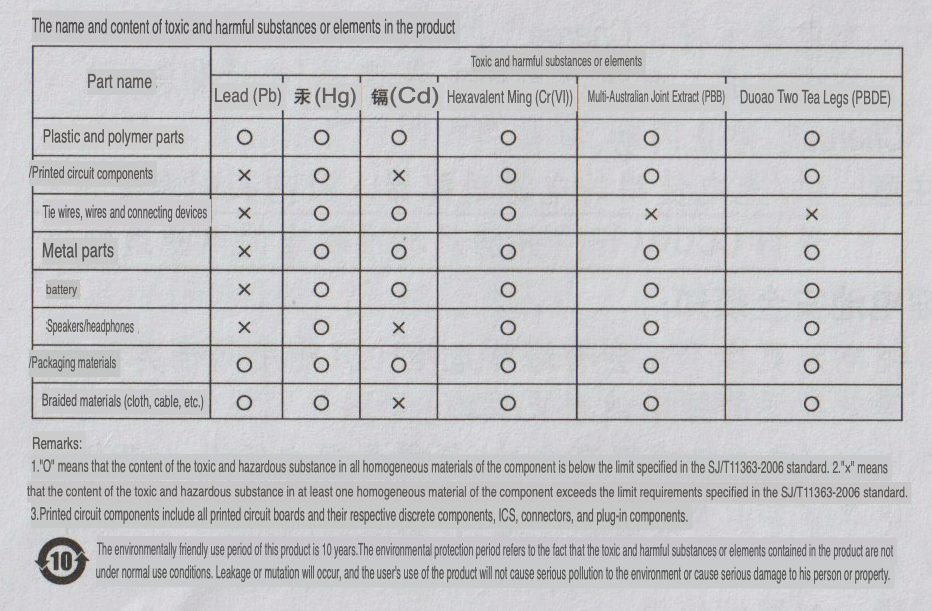 The name and content of toxic and harmful substances or elements in the product
Part name
Toxic and harmful substances or elements
Lead (Pb) 汞 (Hg) 镉(Cd) Hexavalent Ming (Cr(VI)) Multi-Australian Joint Extract (PBB) Duoao Two Tea Legs (PBDE)
Plastic and polymer parts O O O O O O
/Printed circuit components × O × O O O
Tie wires, wires and connecting devices × O O O × ×
Metal parts × O O O O O
battery × O O O O O
Speakers/headphones × O × O O O
/Packaging materials O O O O O O
Braided materials (cloth, cable, etc.) O O × O O O
Remarks:
1."O" means that the content of the toxic and hazardous substance in all homogeneous materials of the component is below the limit specified in the SJ/T11363-2006 standard. 2."x" means
that the content of the toxic and hazardous substance in at least one homogeneous material of the component exceeds the limit requirements specified in the SJ/T11363-2006 standard.
3.Printed circuit components include all printed circuit boards and their respective discrete components, ICS, connectors, and plug-in components.
10
The environmentally friendly use period of this product is 10 years.The environmental protection period refers to the fact that the toxic and harmful substances or elements contained in the product are not
under normal use conditions. Leakage or mutation will occur, and the user's use of the product will not cause serious pollution to the environment or cause serious damage to his person or property.